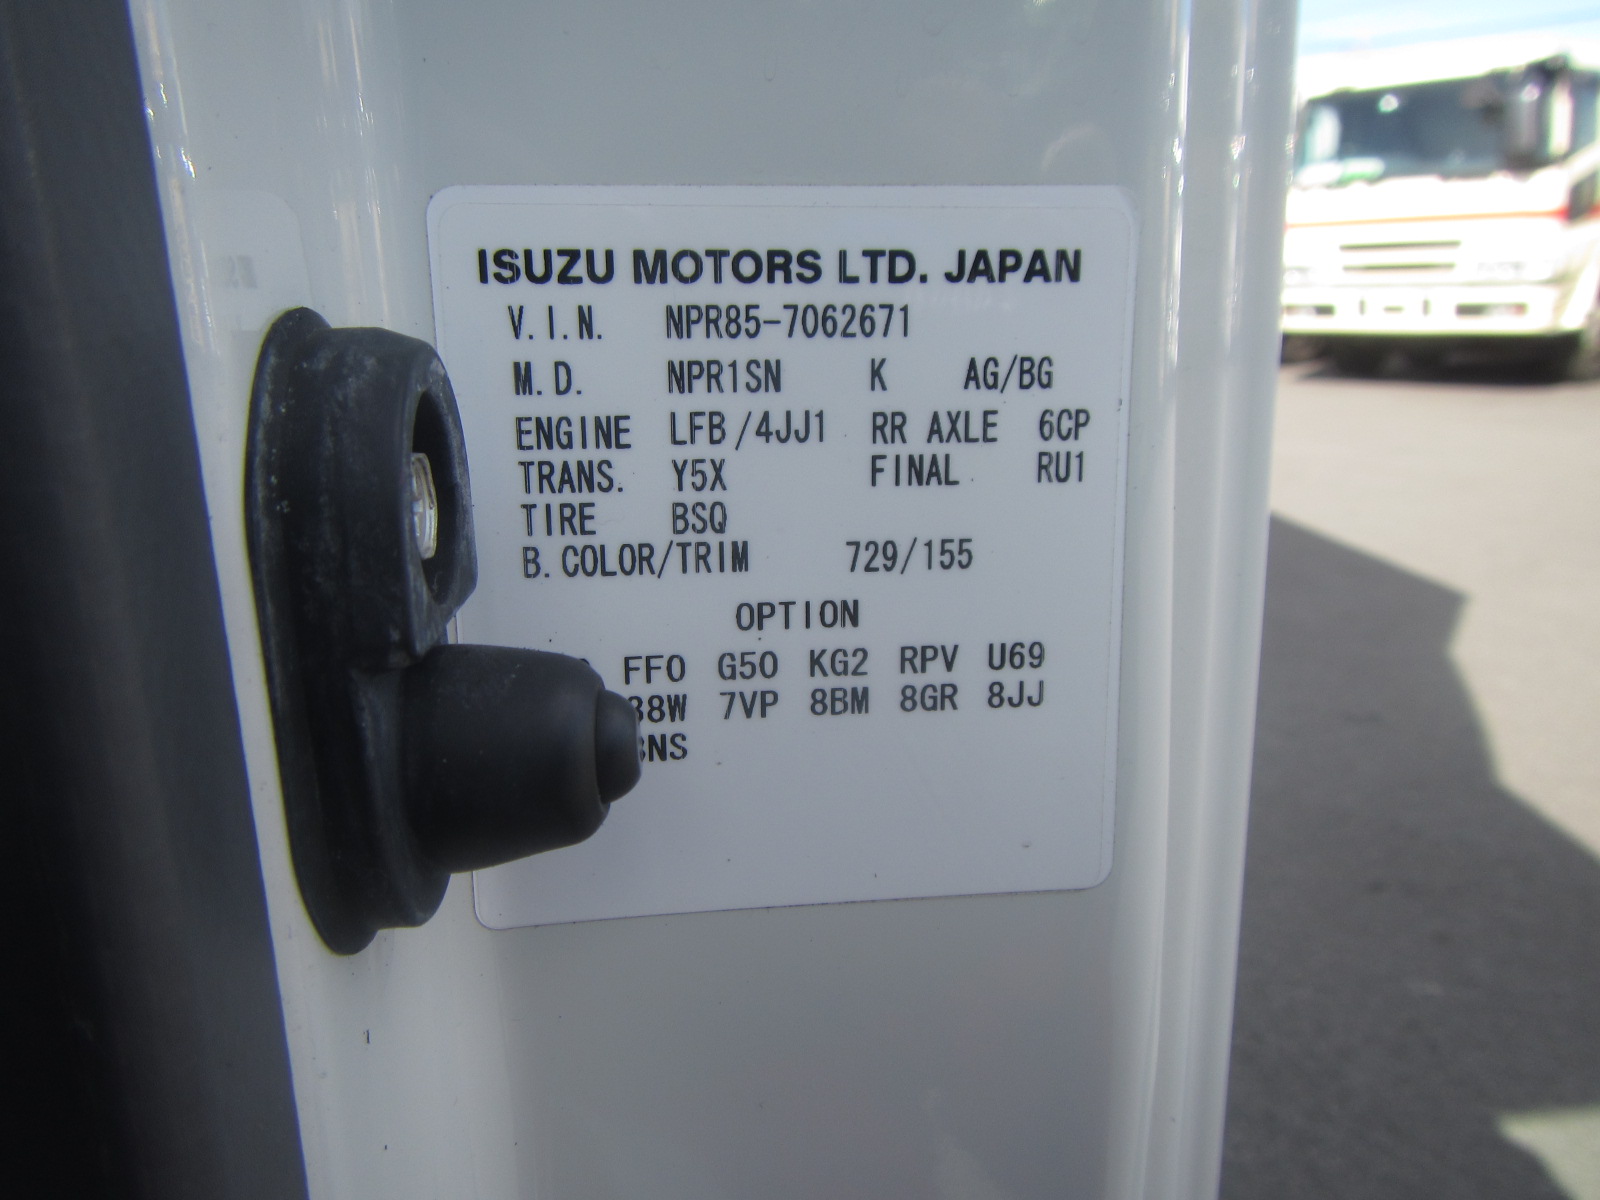 ISUZU MOTORS LTD. JAPAN
V.I.N. NPR85-7062671
M.D. NPR1SN K AG/BG
ENGINE LFB/4JJ1 RR AXLE 6CP
TRANS. Y5X FINAL RU1
TIRE BSQ
B.COLOR/TRIM 729/155
OPTION
FF0 G50 KG2 RPV U69
7VP 8BM 8GR 8JJ